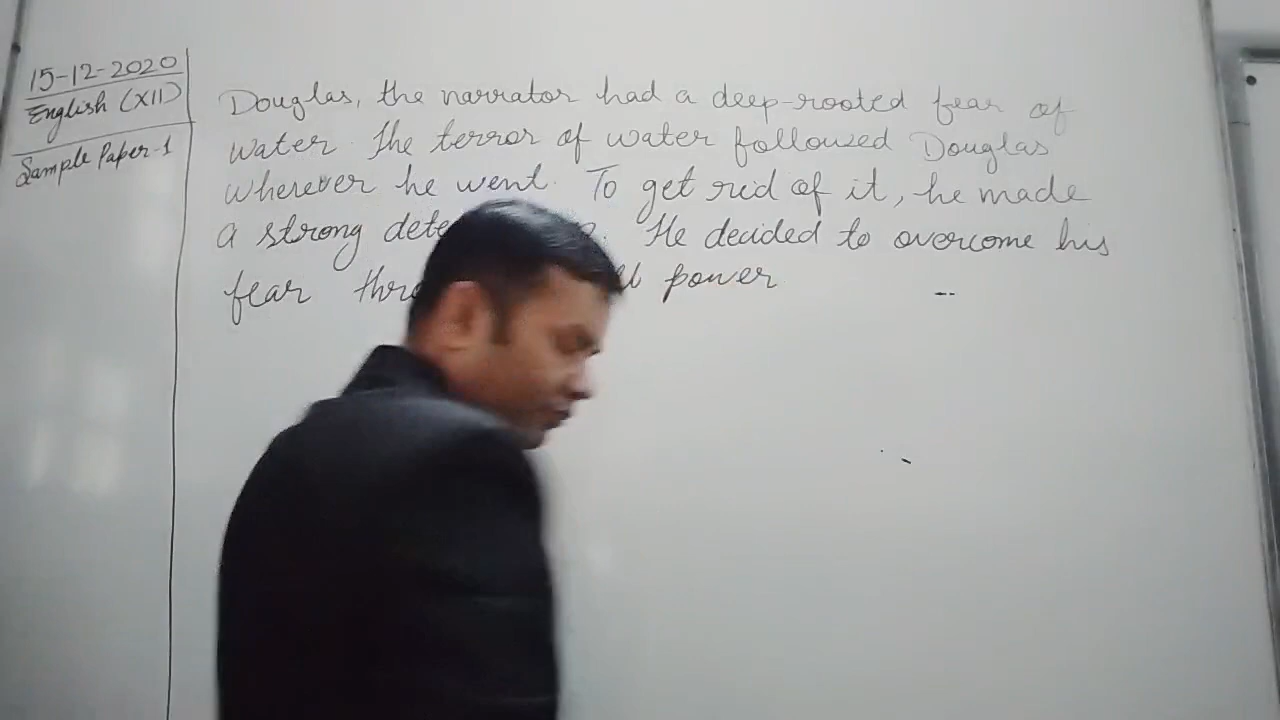 15-12-2020
English (XII)
Sample Paper-1
Douglas, the narrator had a deep-rooted fear of
water. The terror of water followed Douglas
wherever he went. To get rid of it, he made
a strong He decided to overcome his
fear power